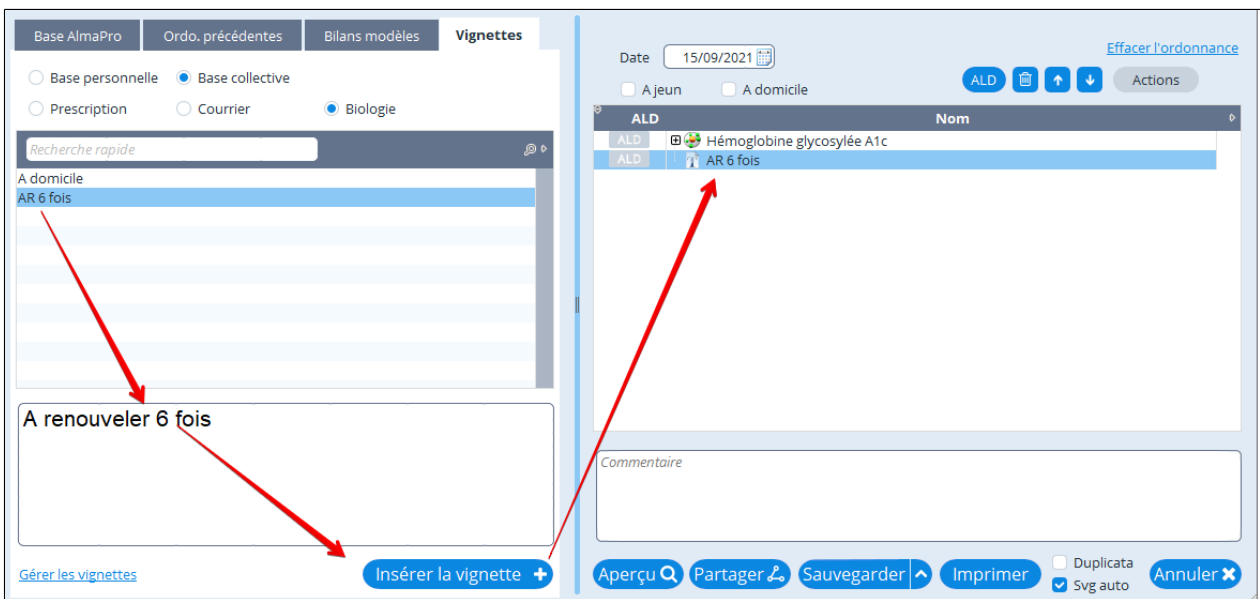 Base AlmaPro Ordo. précédentes Bilans modèles Vignettes
Base personnelle Base collective
Prescription Courrier Biologie
Recherche rapide
A domicile
AR 6 fois
A renouveler 6 fois
Gérer les vignettes Insérer la vignette
Date 15/09/2021 Effacer l'ordonnance
A jeun A domicile ALD Actions
ALD Nom
ALD Hémoglobine glycosylée A1c
ALD AR 6 fois
Commentaire
Aperçu Partager Sauvegarder Imprimer Duplicata Annuler
Svg auto